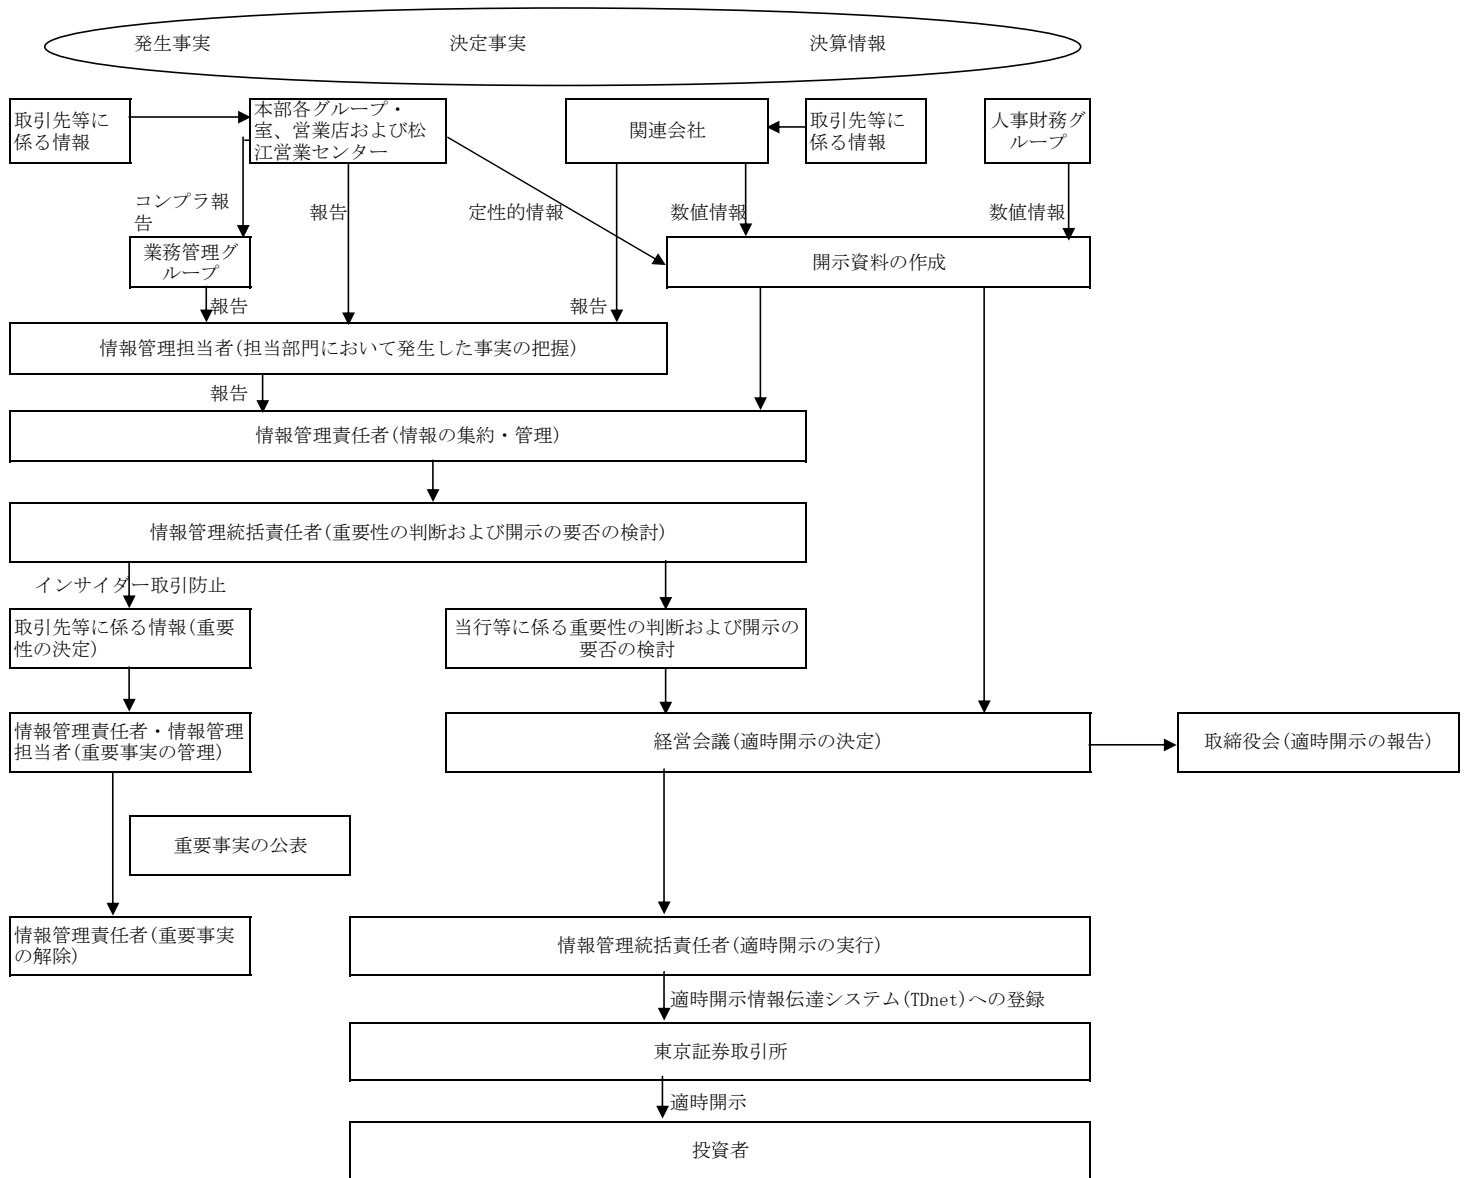 発生事実
決定事実
決算情報
取引先等に
係る情報
本部各グループ・
室、営業店および松
江営業センター
関連会社
取引先等に
係る情報
人事財務グ
ループ
コンプラ報
告
報告
定性的情報
数値情報
数値情報
業務管理グ
ループ
開示資料の作成
報告
報告
情報管理担当者(担当部門において発生した事実の把握)
報告
情報管理責任者(情報の集約・管理)
情報管理統括責任者(重要性の判断および開示の要否の検討)
インサイダー取引防止
取引先等に係る情報(重要
性の決定)
当行等に係る重要性の判断および開示の
要否の検討
情報管理責任者・情報管理
担当者(重要事実の管理)
経営会議(適時開示の決定)
取締役会(適時開示の報告)
重要事実の公表
情報管理責任者(重要事実
の解除)
情報管理統括責任者(適時開示の実行)
適時開示情報伝達システム(TDnet)への登録
東京証券取引所
適時開示
投資者